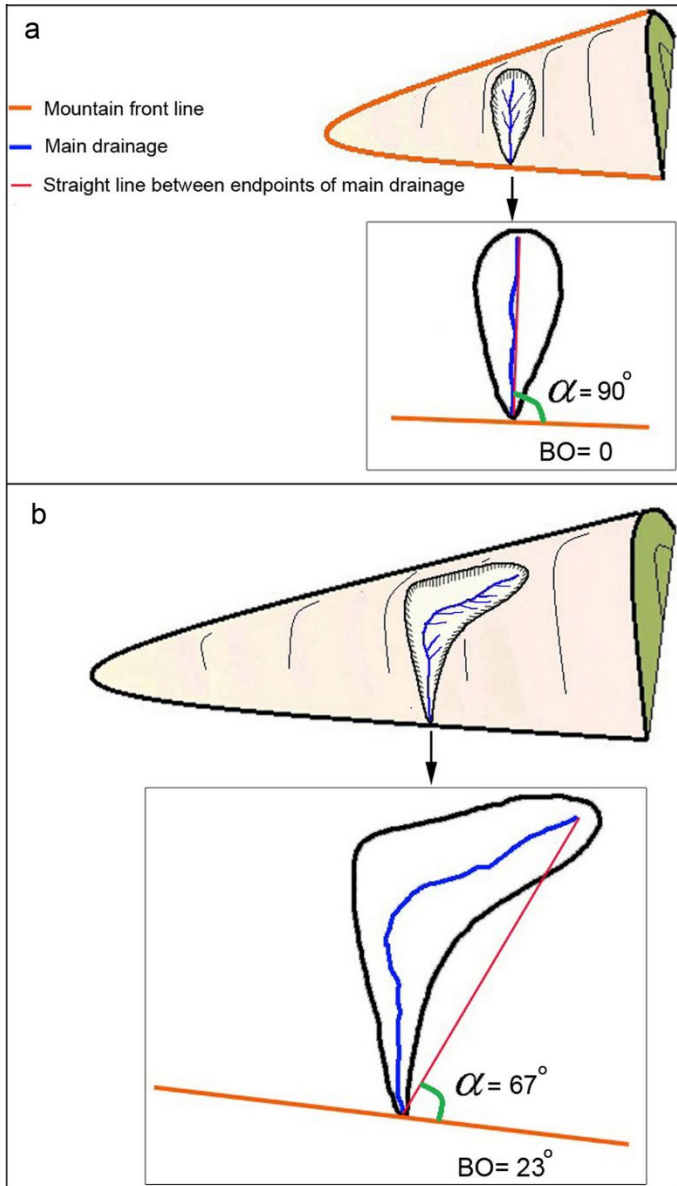 a
Mountain front line
Main drainage
Straight line between endpoints of main drainage
α = 90°
BO= 0
b
α = 67°
BO= 23°